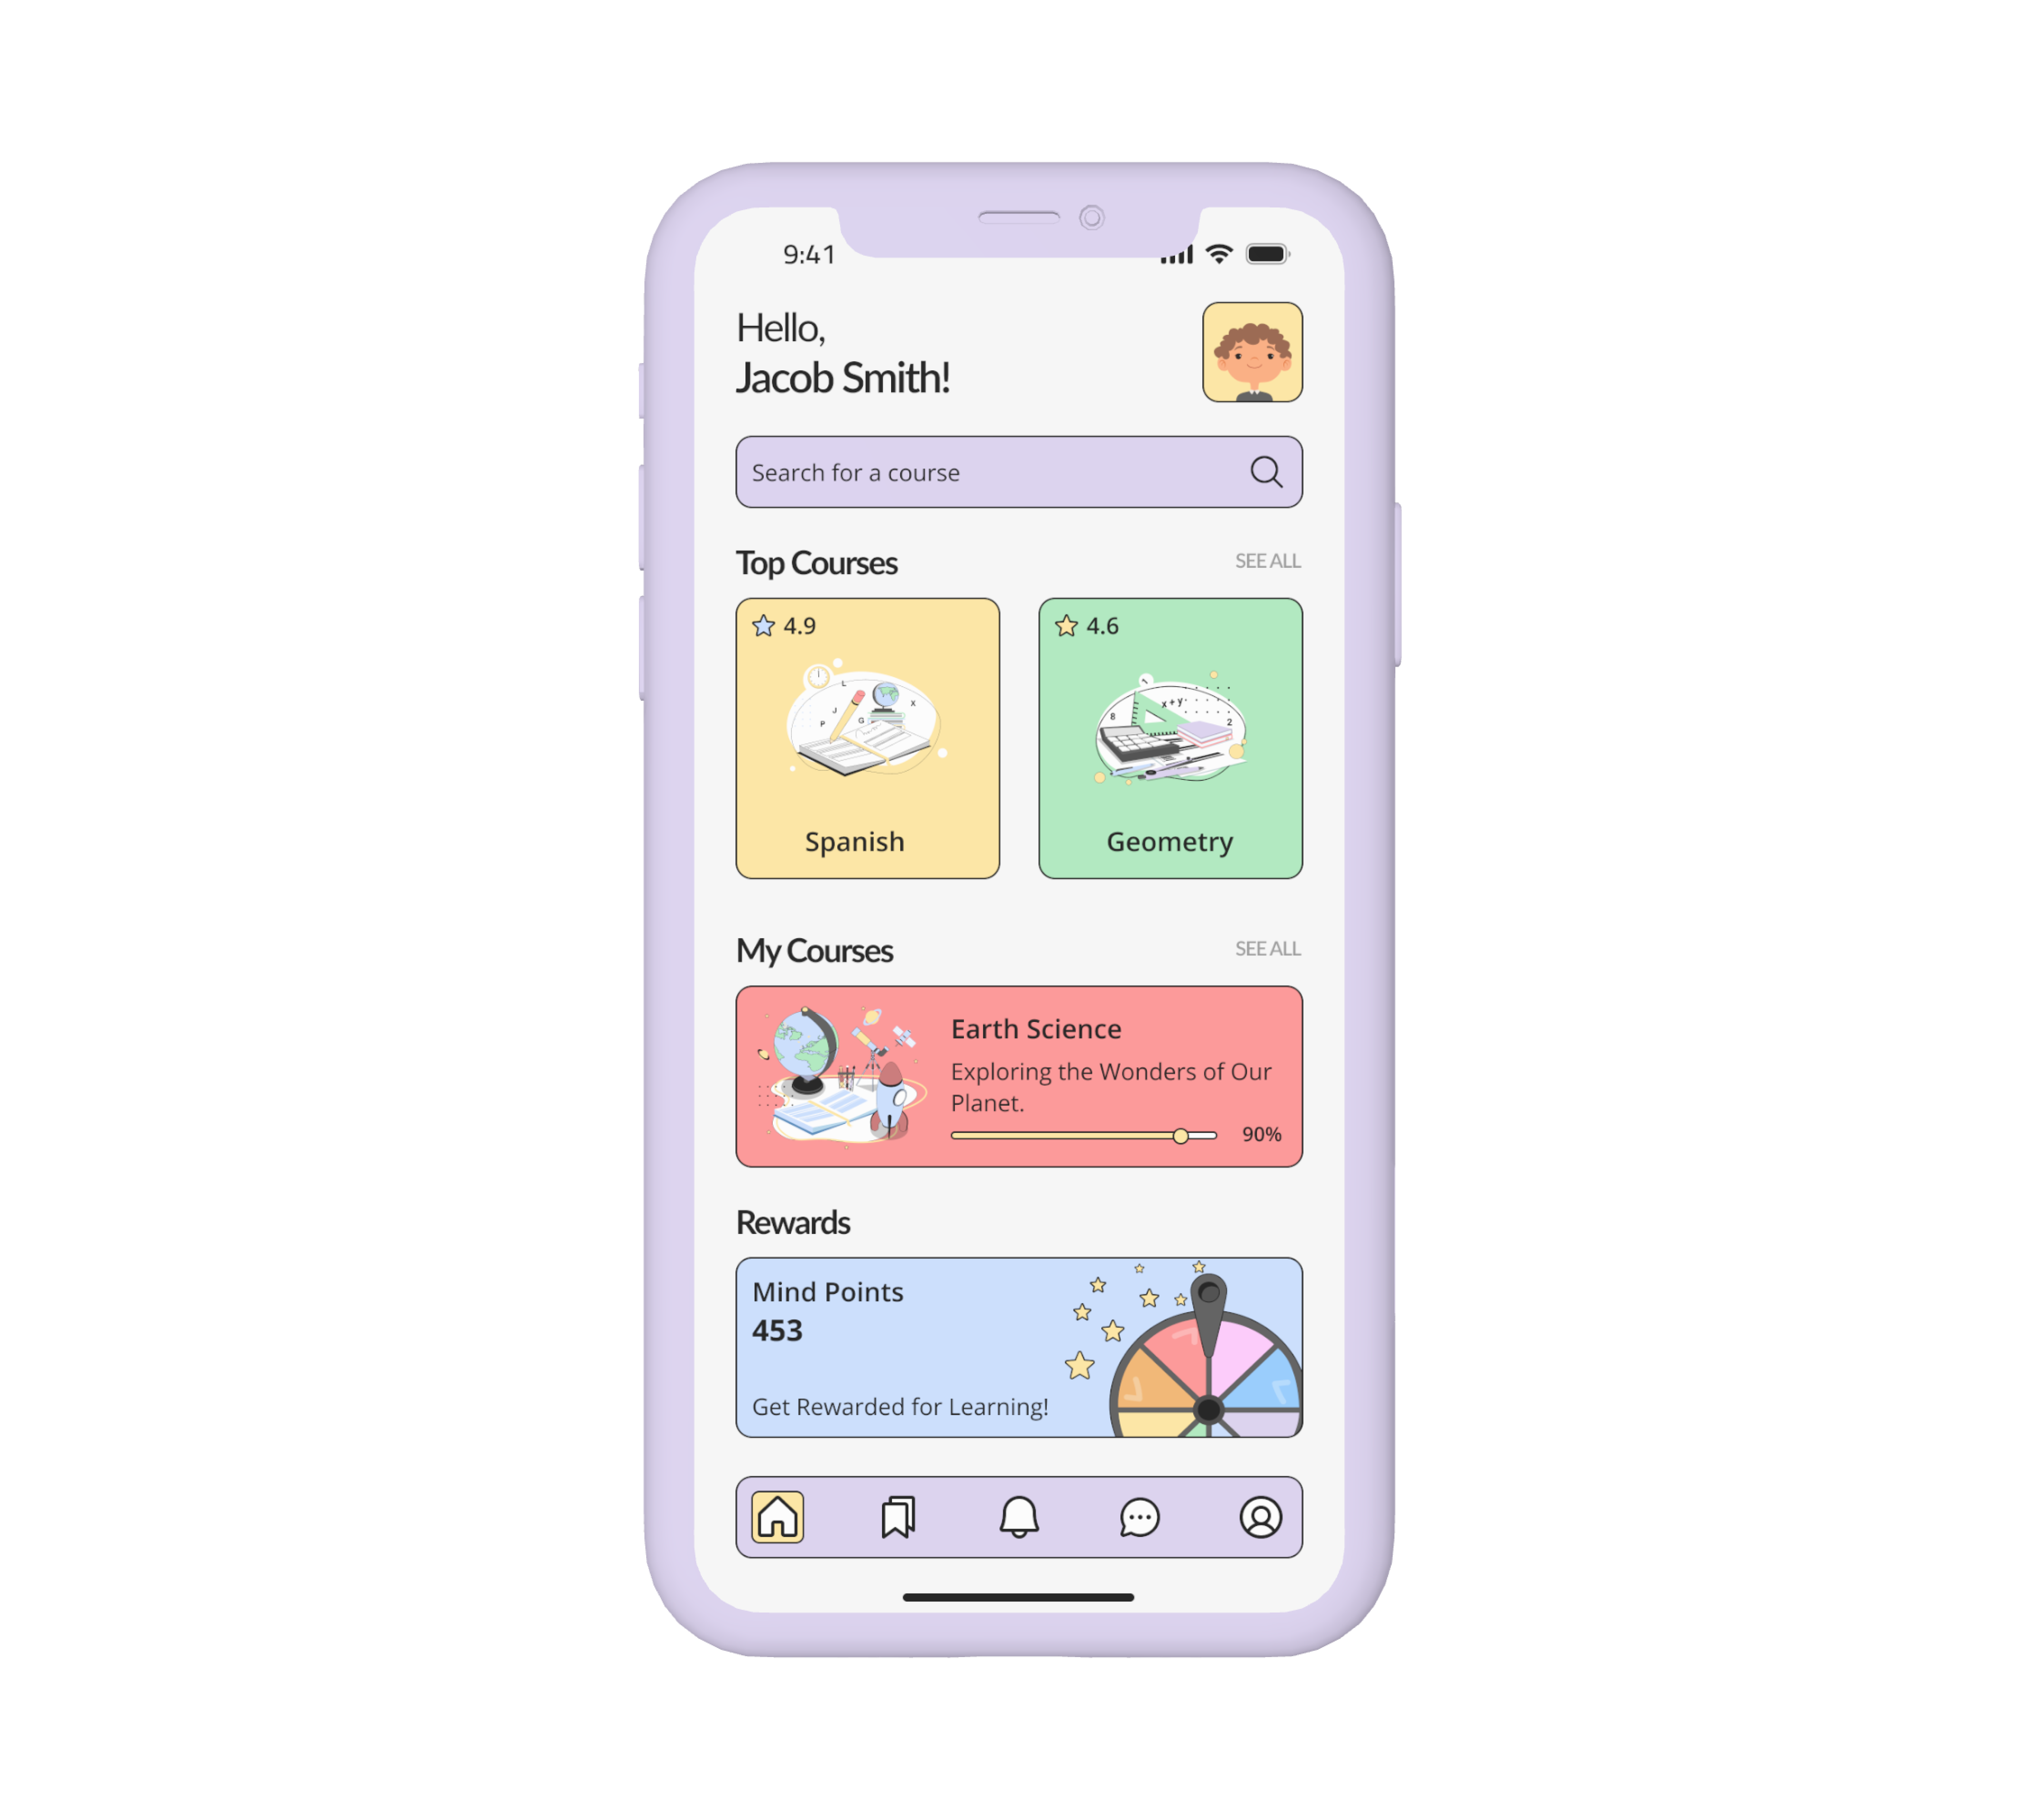 9:41
Hello,
Jacob Smith!
Search for a course
Top Courses
SEE ALL
4.9
4.6
L
J
P
G
X
x + y
8
2
Spanish
Geometry
My Courses
SEE ALL
Earth Science
Exploring the Wonders of Our
Planet.
90%
Rewards
Mind Points
453
Get Rewarded for Learning!